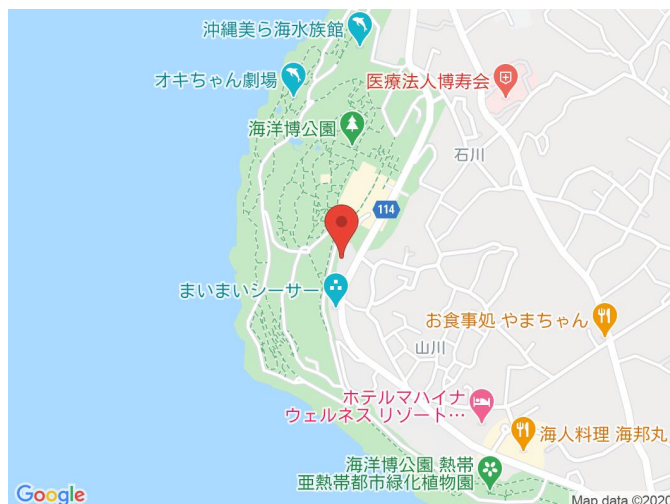 沖縄美ら海水族館
オキちゃん劇場
医療法人博寿会
海洋博公園
石川
114
まいまいシーサー
お食事処 やまちゃん
山川
ホテルマハイナ
ウェルネス リゾート…
海人料理 海邦丸
海洋博公園 熱帯
亜熱帯都市緑化植物園
Google
Map data ©2020